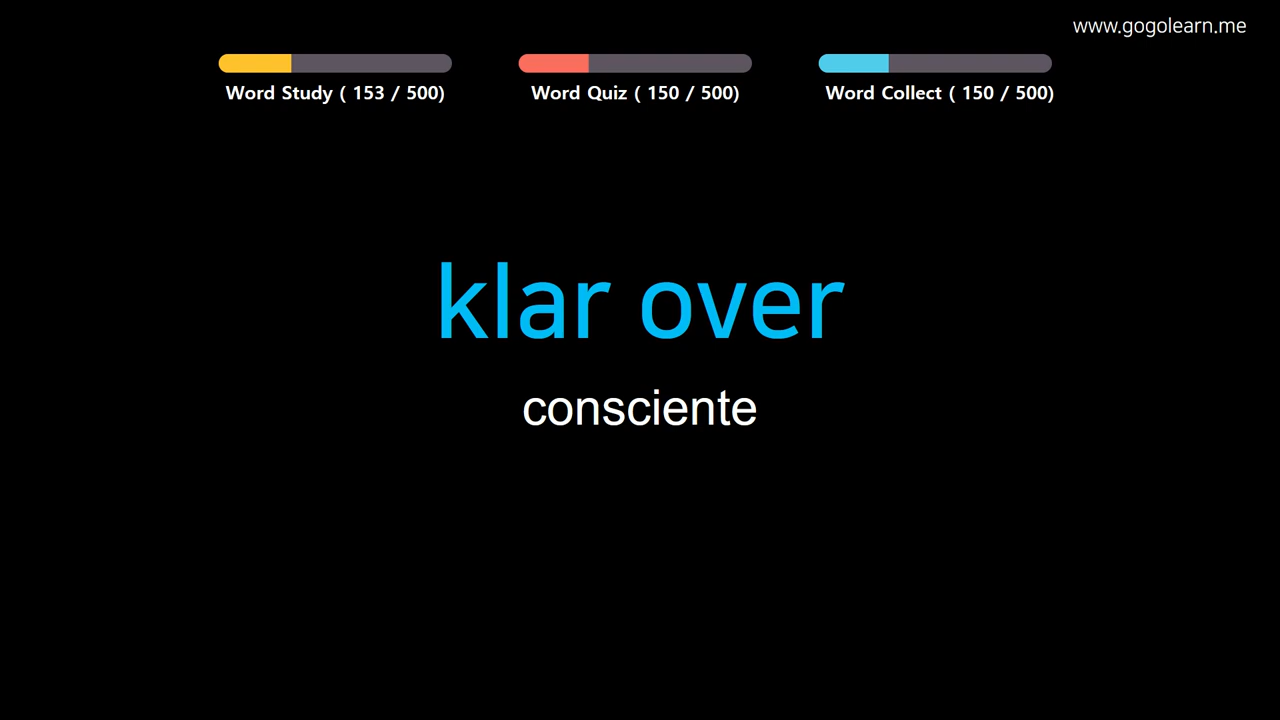 www.gogolearn.me
Word Study ( 153 / 500)
Word Quiz ( 150 / 500)
Word Collect ( 150 / 500)
klar over
consciente